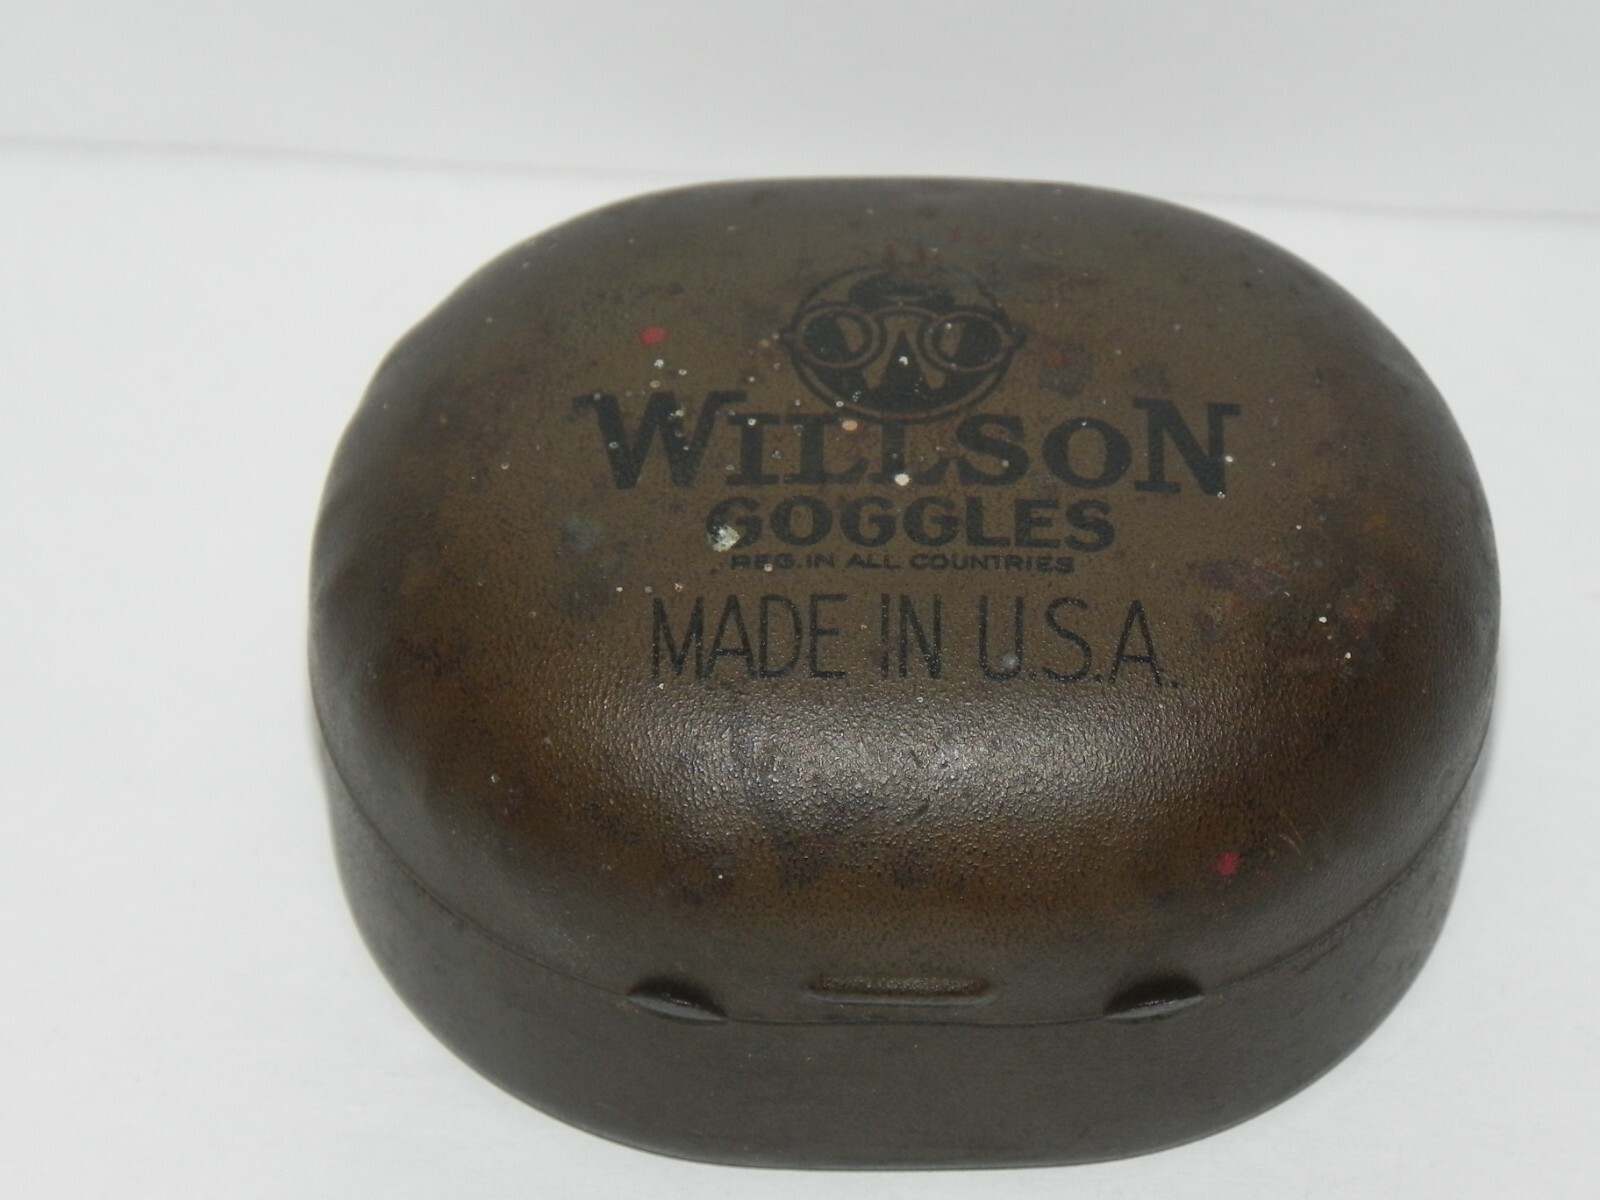 W
WILLSON
GOGGLES
REG. IN ALL COUNTRIES
MADE IN U.S.A.